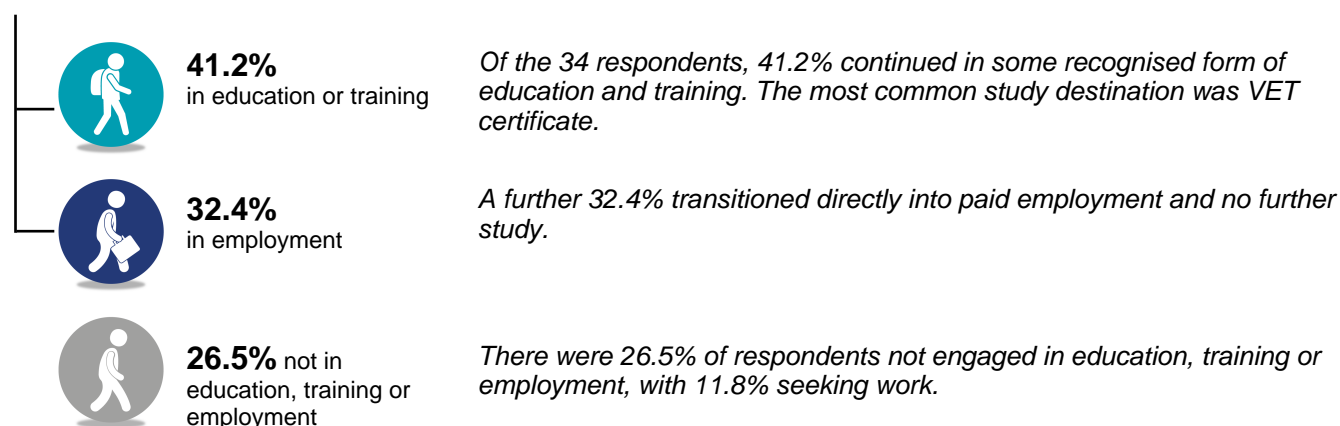 41.2%
in education or training
Of the 34 respondents, 41.2% continued in some recognised form of
education and training. The most common study destination was VET
certificate.
32.4%
in employment
A further 32.4% transitioned directly into paid employment and no further
study.
26.5% not in
education, training or
employment
There were 26.5% of respondents not engaged in education, training or
employment, with 11.8% seeking work.